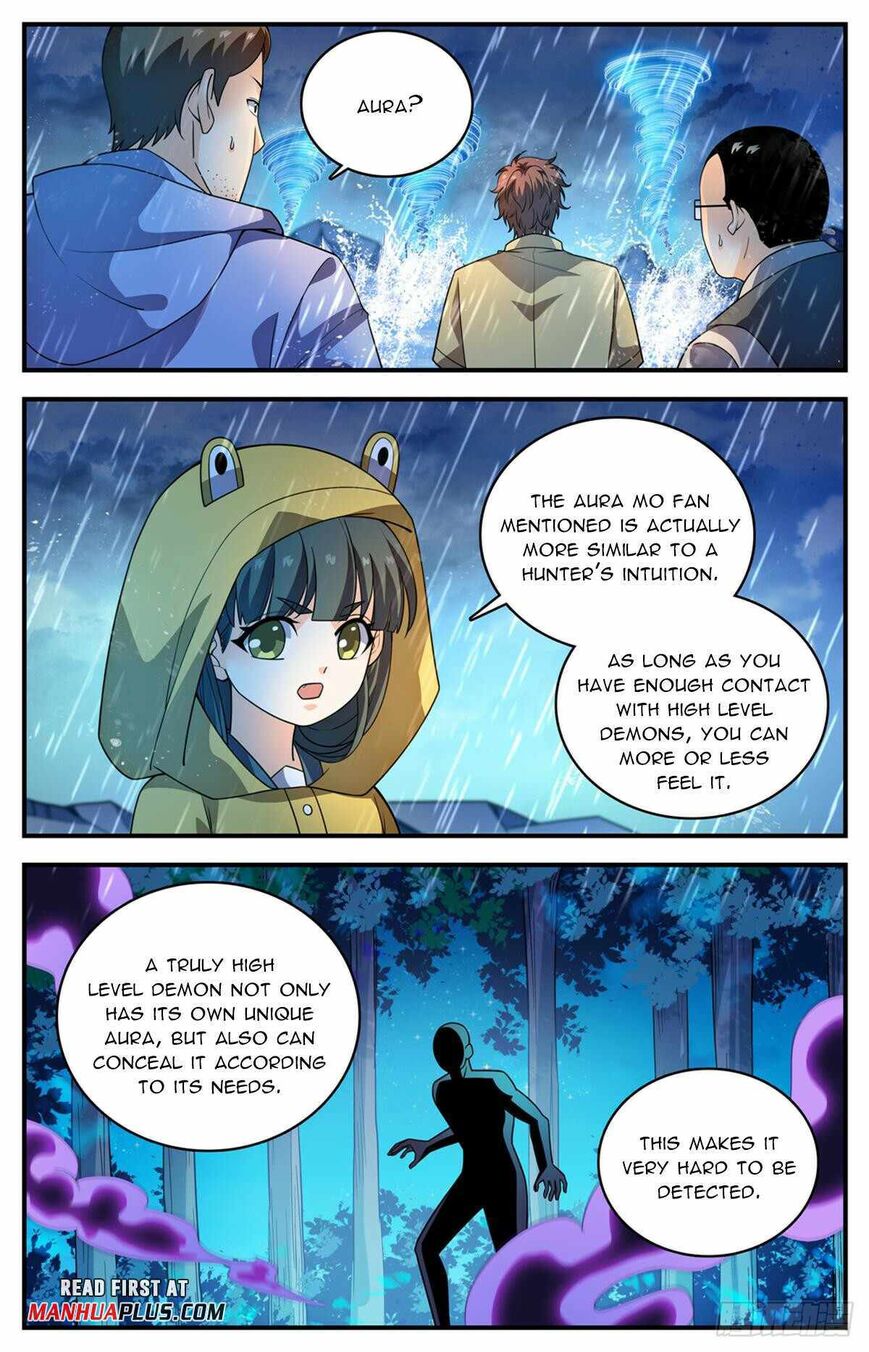 AURA?
THE AURA MO FAN
MENTIONED IS ACTUALLY
MORE SIMILAR TO A
HUNTER'S INTUITION.
AS LONG AS YOU
HAVE ENOUGH CONTACT
WITH HIGH LEVEL
DEMONS, YOU CAN
MORE OR LESS
FEEL IT.
A TRULY HIGH
LEVEL DEMON NOT ONLY
HAS ITS OWN UNIQUE
AURA, BUT ALSO CAN
CONCEAL IT ACCORDING
TO ITS NEEDS.
THIS MAKES IT
VERY HARD TO BE
DETECTED.
READ FIRST AT
MANHUAPLUS.COM